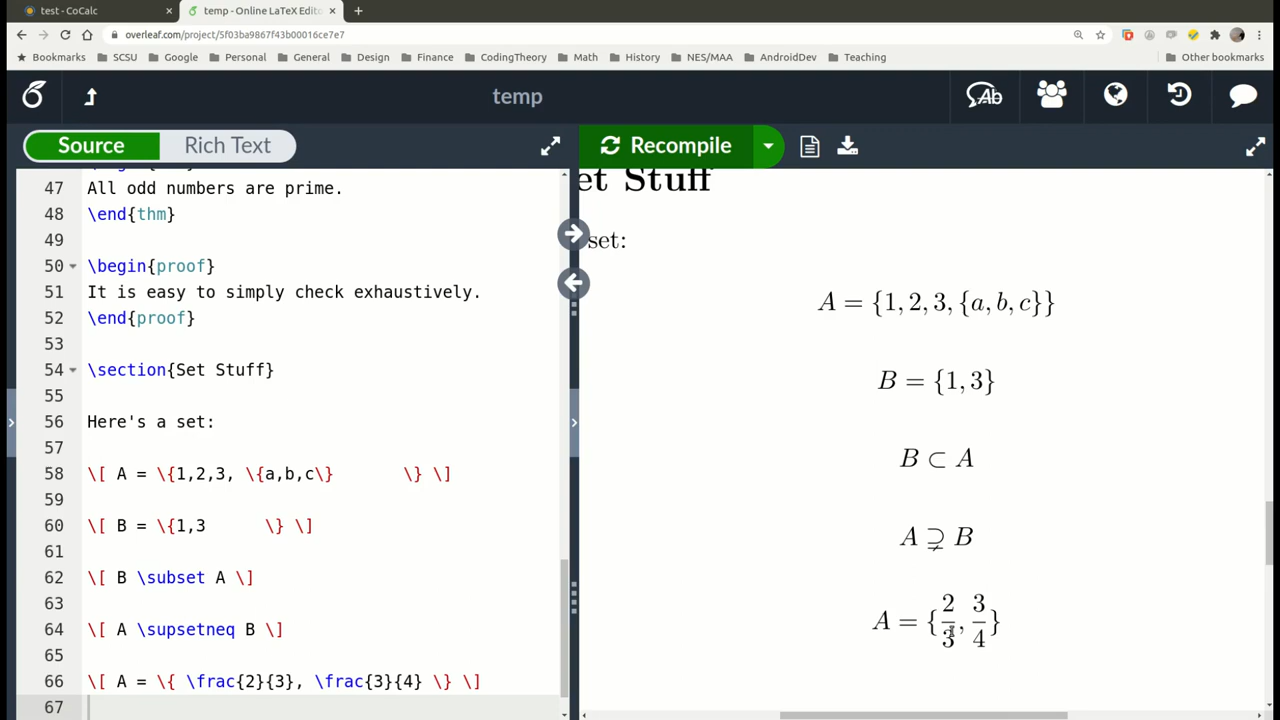 test - CoCalc × temp - Online LaTeX Edito × +
overleaf.com/project/5f03ba9867f43b00016ce7e7
Bookmarks SCSU Google Personal General Design Finance CodingTheory Math History NES/MAA AndroidDev Teaching Other bookmarks
temp
Source Rich Text Recompile
47 All odd numbers are prime.
48 \end{thm}
49
50 \begin{proof}
51 It is easy to simply check exhaustively.
52 \end{proof}
53
54 \section{Set Stuff}
55
56 Here's a set:
57
58 \[ A = \{1,2,3, \{a,b,c\} \} \]
59
60 \[ B = \{1,3 \} \]
61
62 \[ B \subset A \]
63
64 \[ A \supsetneq B \]
65
66 \[ A = \{ \frac{2}{3}, \frac{3}{4} \} \]
67
et Stuff
set:
A = {1, 2, 3, {a, b, c}}
B = {1, 3}
B ⊂ A
A ⊋ B
A = {2/3, 3/4}